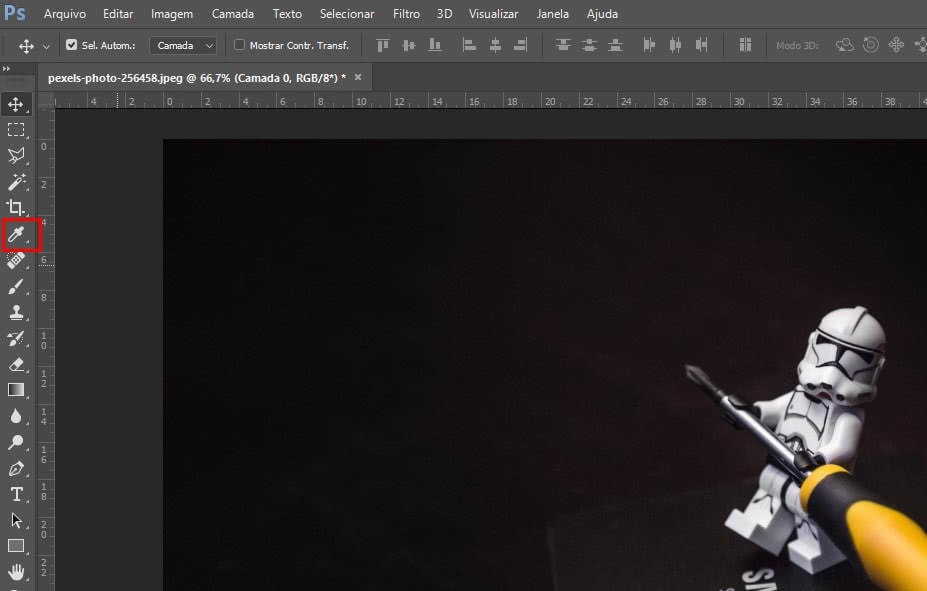 Ps Arquivo Editar Imagem Camada Texto Selecionar Filtro 3D Visualizar Janela Ajuda
Sel. Autom.: Camada Mostrar Contr. Transf. Modo 3D:
pexels-photo-256458.jpeg @ 66,7% (Camada 0, RGB/8*) * ×
4 2 0 2 4 6 8 10 12 14 16 18 20 22 24 26 28 30 32 34 36 38
0
2
4
6
8
10
12
14
16
18
20
22
T